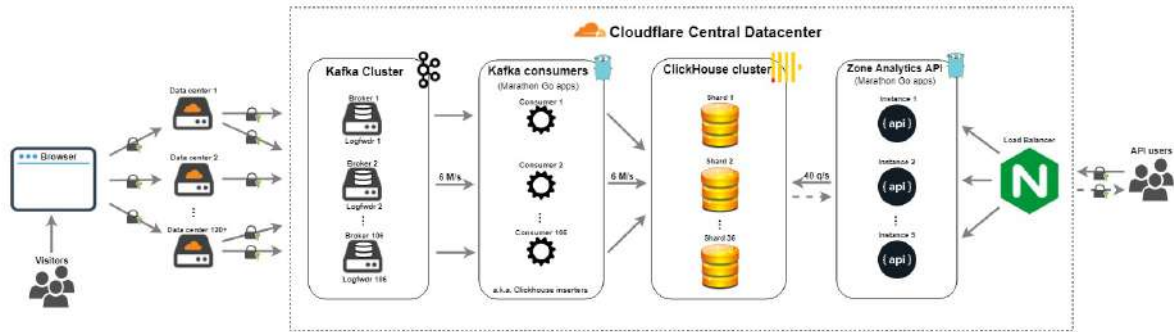 Cloudflare Central Datacenter
Visitors
Browser
Data center 1
Data center 2
Data center 120+
Kafka Cluster
Broker 1
Logfwdr 1
Broker 2
Logfwdr 2
Broker 106
Logfwdr 106
6 M/s
Kafka consumers
(Marathon Go apps)
Consumer 1
Consumer 2
Consumer 106
a.k.a. Clickhouse inserters
6 M/s
ClickHouse cluster
Shard 1
Shard 2
Shard 36
40 q/s
Zone Analytics API
(Marathon Go apps)
Instance 1
{api}
Instance 2
{api}
Instance 5
{api}
Load Balancer
N
API users